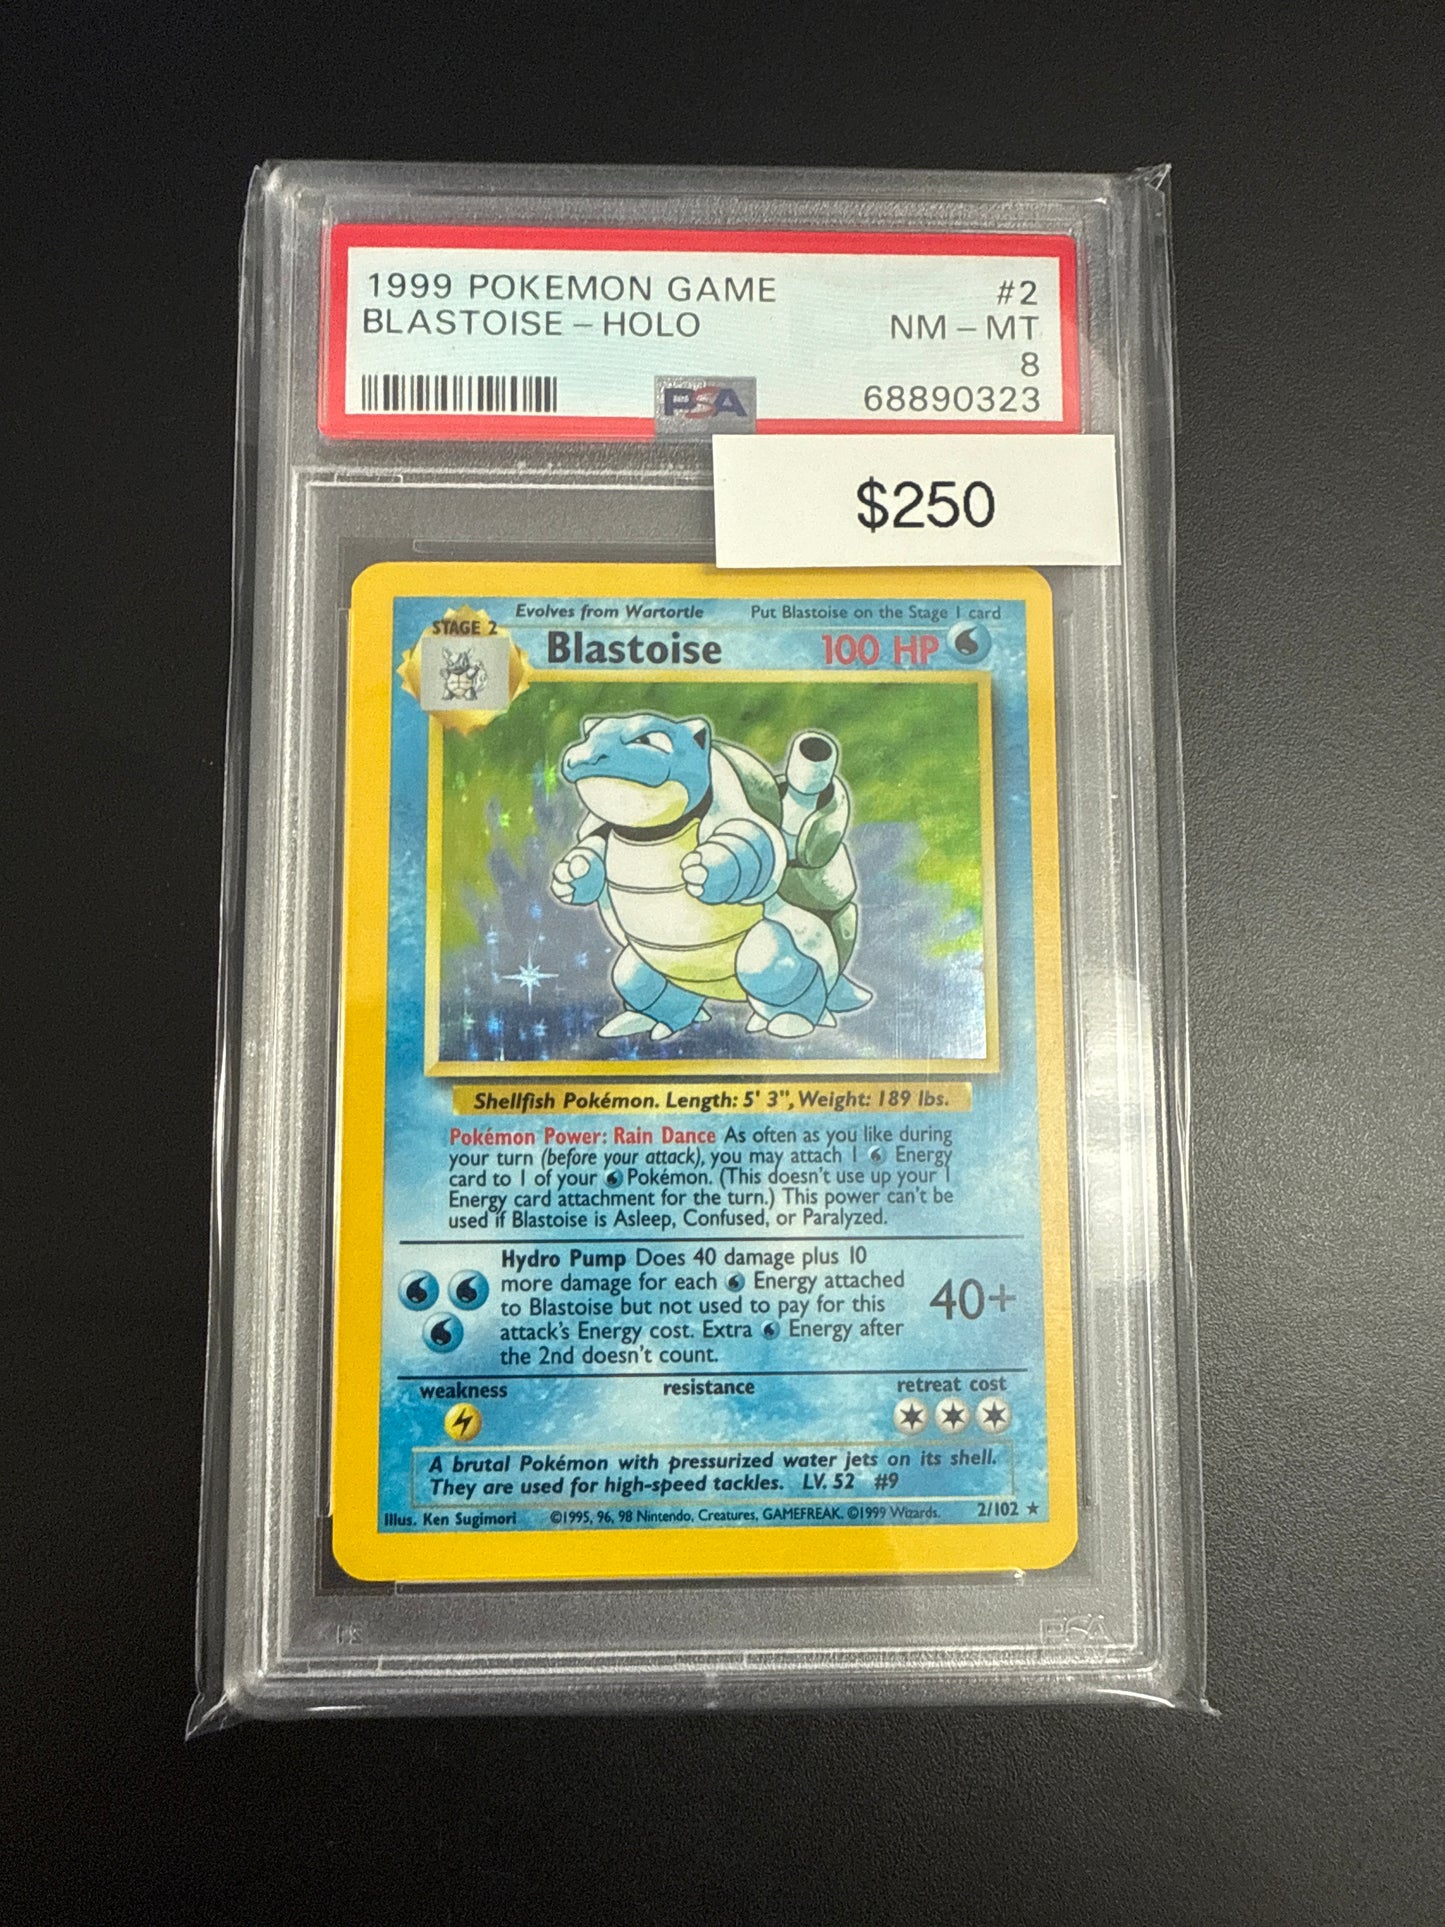 1999 POKEMON GAME #2
BLASTOISE – HOLO NM – MT
8
PSA 68890323
$250
Evolves from Wartortle Put Blastoise on the Stage 1 card
STAGE 2
Blastoise 100 HP
Shellfish Pokémon. Length: 5' 3", Weight: 189 lbs.
Pokémon Power: Rain Dance As often as you like during
your turn (before your attack), you may attach 1 Energy
card to 1 of your Pokémon. (This doesn't use up your 1
Energy card attachment for the turn.) This power can't be
used if Blastoise is Asleep, Confused, or Paralyzed.
Hydro Pump Does 40 damage plus 10
more damage for each Energy attached
to Blastoise but not used to pay for this
attack's Energy cost. Extra Energy after
the 2nd doesn't count.
40+
weakness resistance retreat cost
A brutal Pokémon with pressurized water jets on its shell.
They are used for high-speed tackles. LV. 52 #9
Illus. Ken Sugimori ©1995, 96, 98 Nintendo, Creatures, GAMEFREAK. ©1999 Wizards. 2/102 ★
PSA